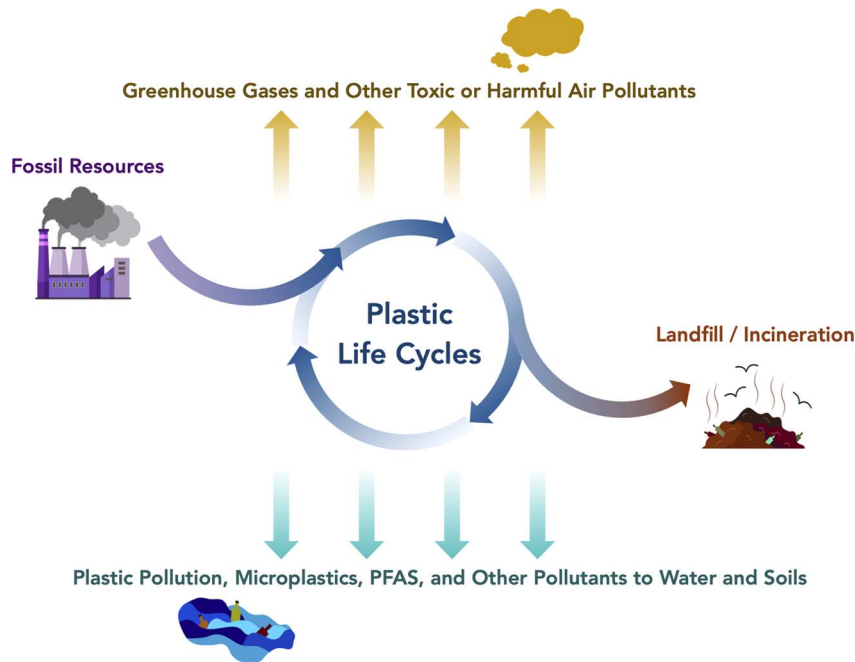 Greenhouse Gases and Other Toxic or Harmful Air Pollutants
Fossil Resources
Plastic
Life Cycles
Landfill / Incineration
Plastic Pollution, Microplastics, PFAS, and Other Pollutants to Water and Soils